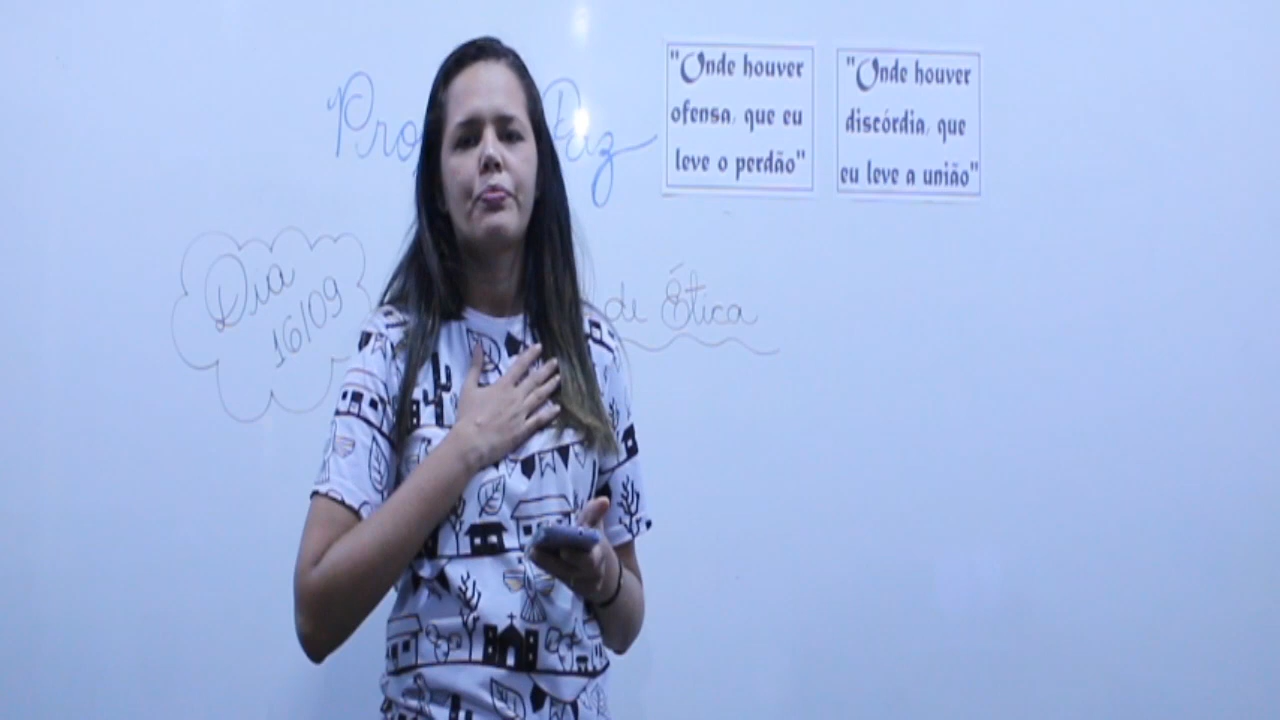 Paz
"Onde houver
ofensa, que eu
leve o perdão"
"Onde houver
discórdia, que
eu leve a união"
Dia
16/09
de Ética